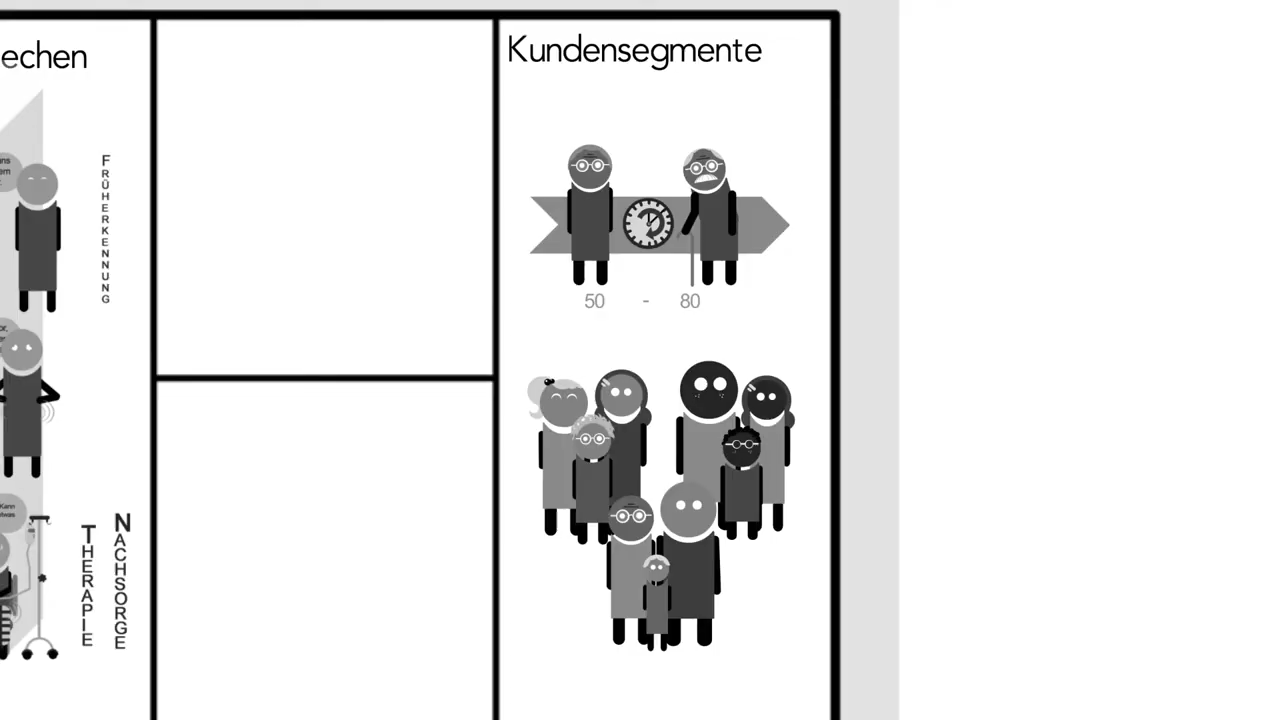 echen
Kundensegmente
FRÜHERKENNUNG
50 - 80
THERAPIE
NACHSORGE